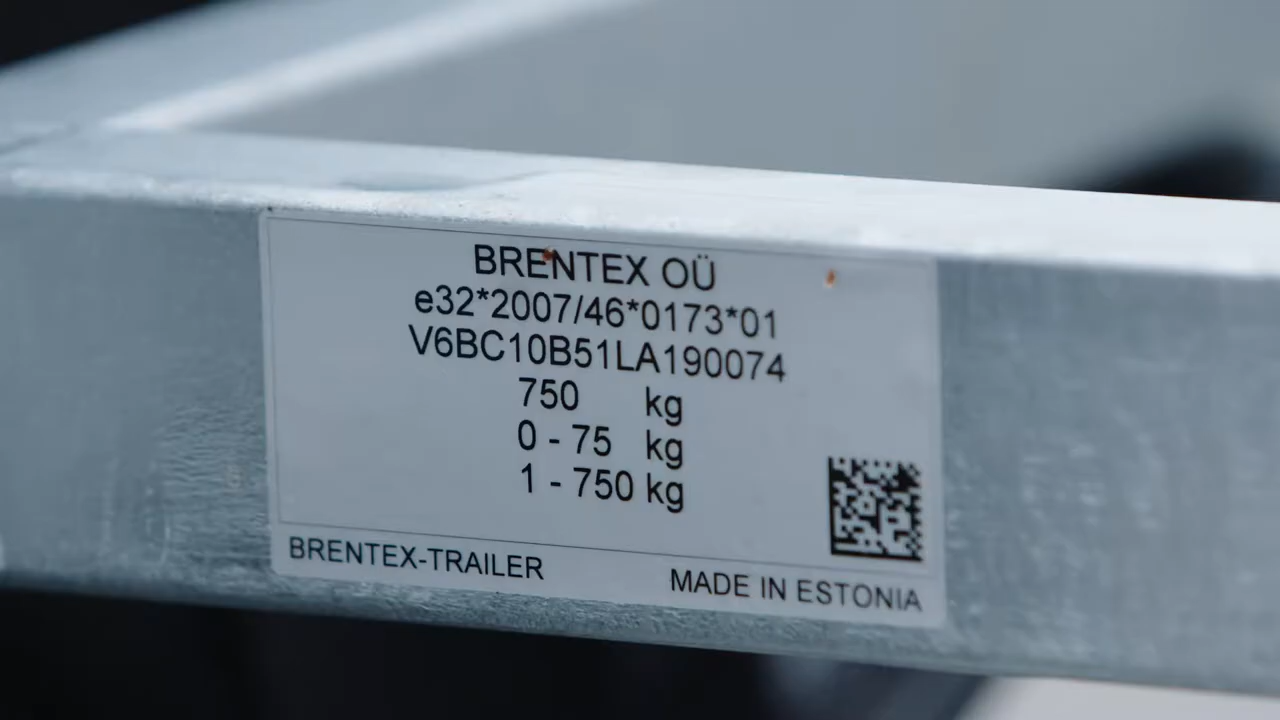 BRENTEX OÜ
e32*2007/46*0173*01
V6BC10B51LA190074
750 kg
0 - 75 kg
1 - 750 kg
BRENTEX-TRAILER MADE IN ESTONIA